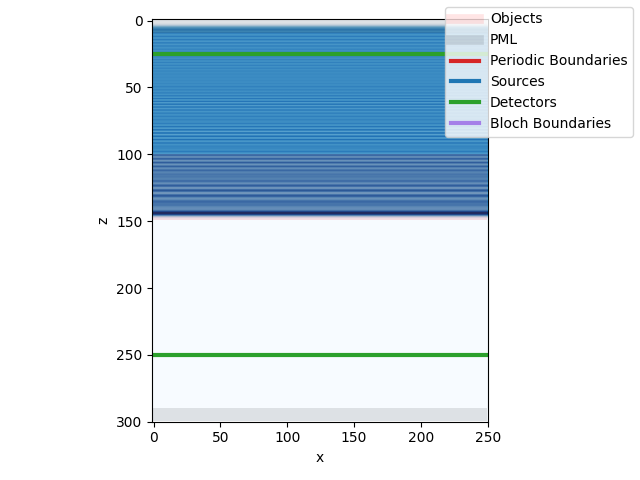 Objects
PML
Periodic Boundaries
Sources
Detectors
Bloch Boundaries
0
50
100
150
200
250
300
z
0
50
100
150
200
250
x